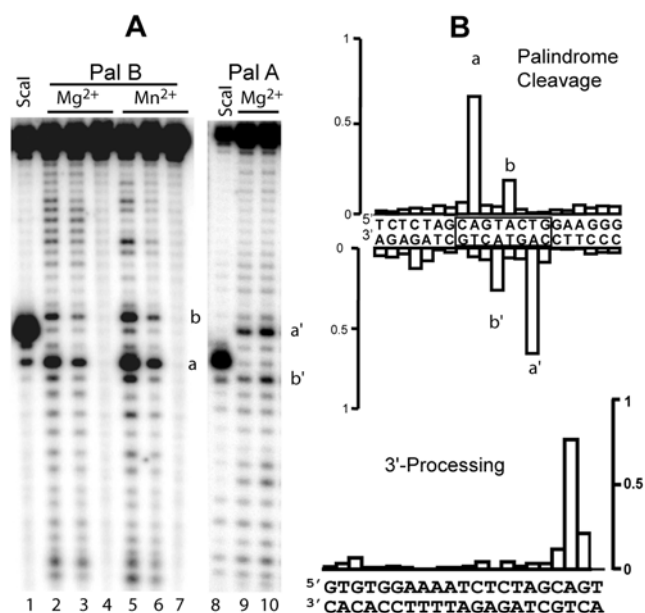 A
Pal B
Pal A
ScaI
Mg2+
Mn2+
ScaI
Mg2+
b
a
a'
b'
1 2 3 4 5 6 7 8 9 10
B
Palindrome
Cleavage
1
0.5
0
a
b
5' TCTCTAGCAGTACTGGAAGGG
3' AGAGATCGTCATGACCTTCCC
0
0.5
1
b'
a'
3'-Processing
1
0.5
0
5' GTGTGGAAAATCTCTAGCAGT
3' CACACCTTTTAGAGATCGTCA